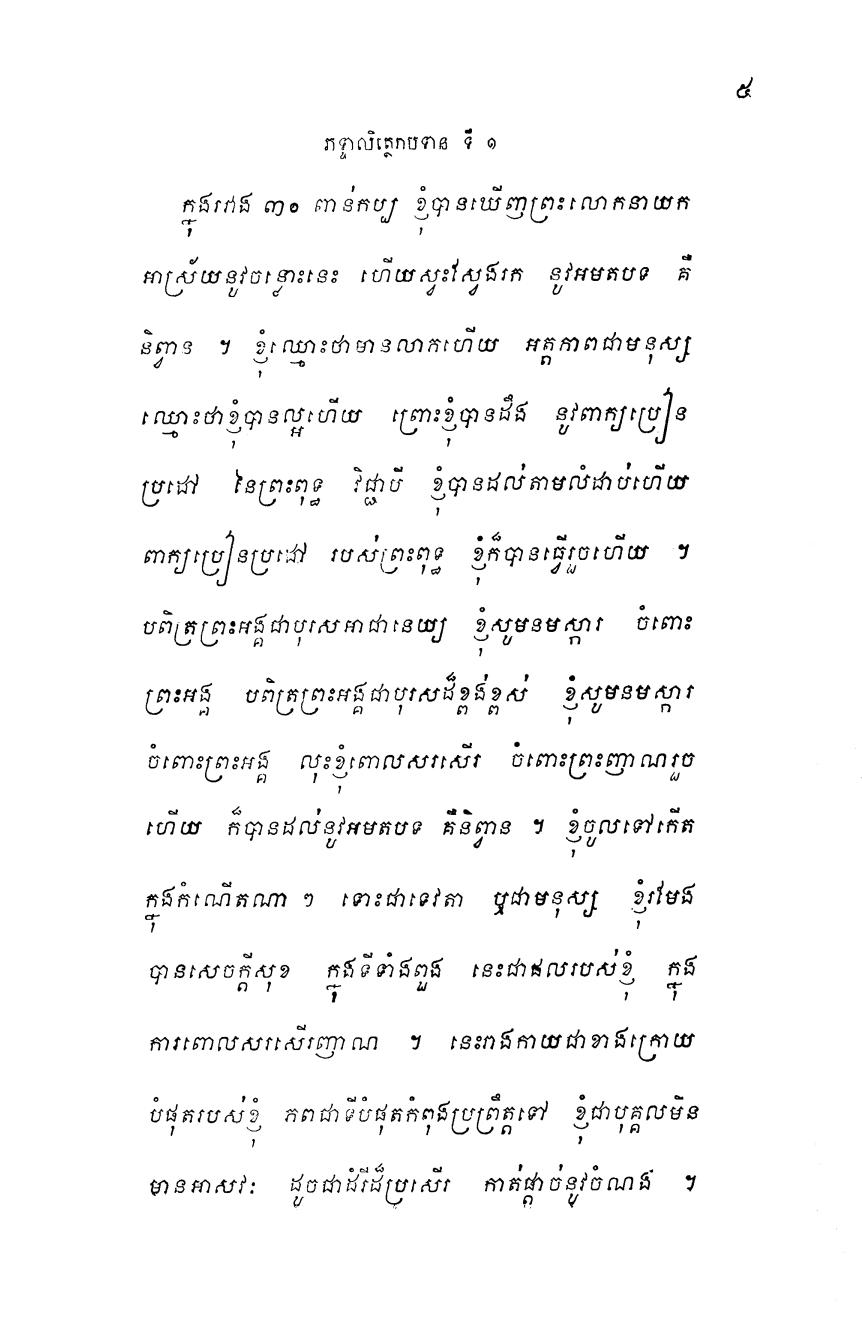 ៥
ភទ្ទាលិត្ថេរាបទាន ទី ១
ក្នុងរវាង ៣០ ពាន់កប្ប ខ្ញុំបានឃើញព្រះលោកនាយក
អាស្រ័យនូវចន្លោះនេះ ហើយស្វះស្វែងរក នូវអមតបទ គឺ
និព្វាន ។ ខ្ញុំឈ្មោះថាមានលាភហើយ អត្តភាពជាមនុស្ស
ឈ្មោះថាខ្ញុំបានល្អហើយ ព្រោះខ្ញុំបានដឹង នូវពាក្យប្រៀន
ប្រដៅ នៃព្រះពុទ្ធ វិជ្ជាបី ខ្ញុំបានដល់តាមលំដាប់ហើយ
ពាក្យប្រៀនប្រដៅ របស់ព្រះពុទ្ធ ខ្ញុំក៏បានធ្វើរួចហើយ ។
បពិត្រព្រះអង្គជាបុរសអាជានេយ្យ ខ្ញុំសូមនមស្ការ ចំពោះ
ព្រះអង្គ បពិត្រព្រះអង្គជាបុរសដ៏ខ្ពង់ខ្ពស់ ខ្ញុំសូមនមស្ការ
ចំពោះព្រះអង្គ លុះខ្ញុំពោលសរសើរ ចំពោះព្រះញាណរួច
ហើយ ក៏បានដល់នូវអមតបទ គឺនិព្វាន ។ ខ្ញុំចូលទៅកើត
ក្នុងកំណើតណា ៗ ទោះជាទេវតា ឬជាមនុស្ស ខ្ញុំរមែង
បានសេចក្តីសុខ ក្នុងទីទាំងពួង នេះជាផលរបស់ខ្ញុំ ក្នុង
ការពោលសរសើរញាណ ។ នេះរាងកាយជាខាងក្រោយ
បំផុតរបស់ខ្ញុំ ភពជាទីបំផុតកំពុងប្រព្រឹត្តទៅ ខ្ញុំជាបុគ្គលមិន
មានអាសវៈ ដូចជាដំរីដ៏ប្រសើរ កាត់ផ្តាច់នូវចំណង ។